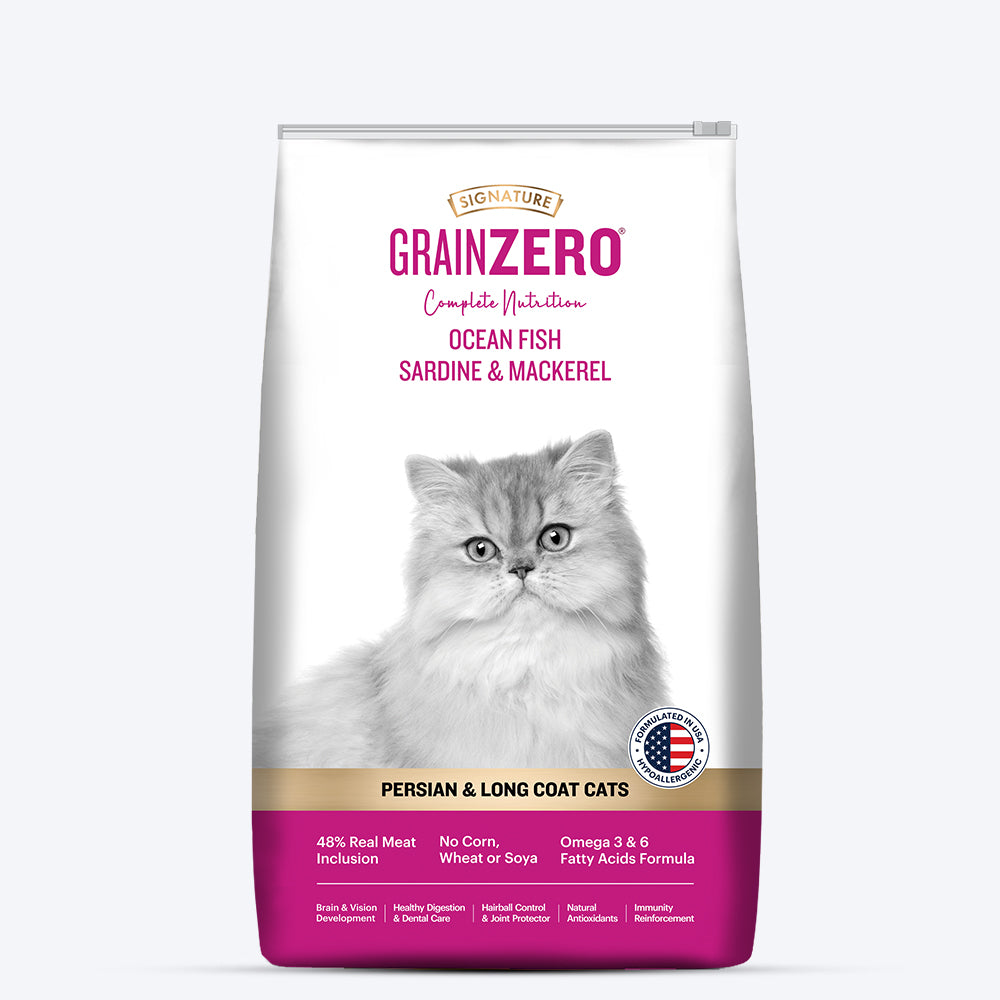 SIGNATURE
GRAINZERO®
Complete Nutrition
OCEAN FISH
SARDINE & MACKEREL
FORMULATED IN USA
• HYPOALLERGENIC •
PERSIAN & LONG COAT CATS
48% Real Meat
Inclusion
No Corn,
Wheat or Soya
Omega 3 & 6
Fatty Acids Formula
Brain & Vision
Development
Healthy Digestion
& Dental Care
Hairball Control
& Joint Protector
Natural
Antioxidants
Immunity
Reinforcement